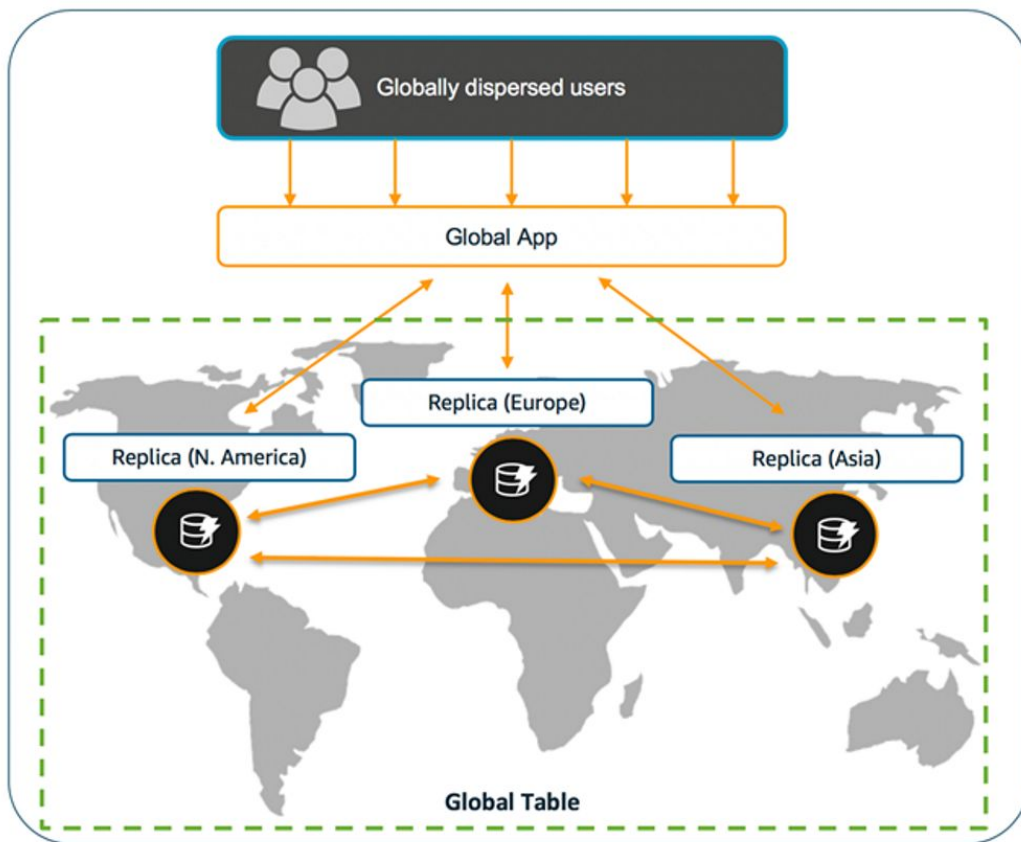 Globally dispersed users
Global App
Replica (Europe)
Replica (N. America)
Replica (Asia)
Global Table